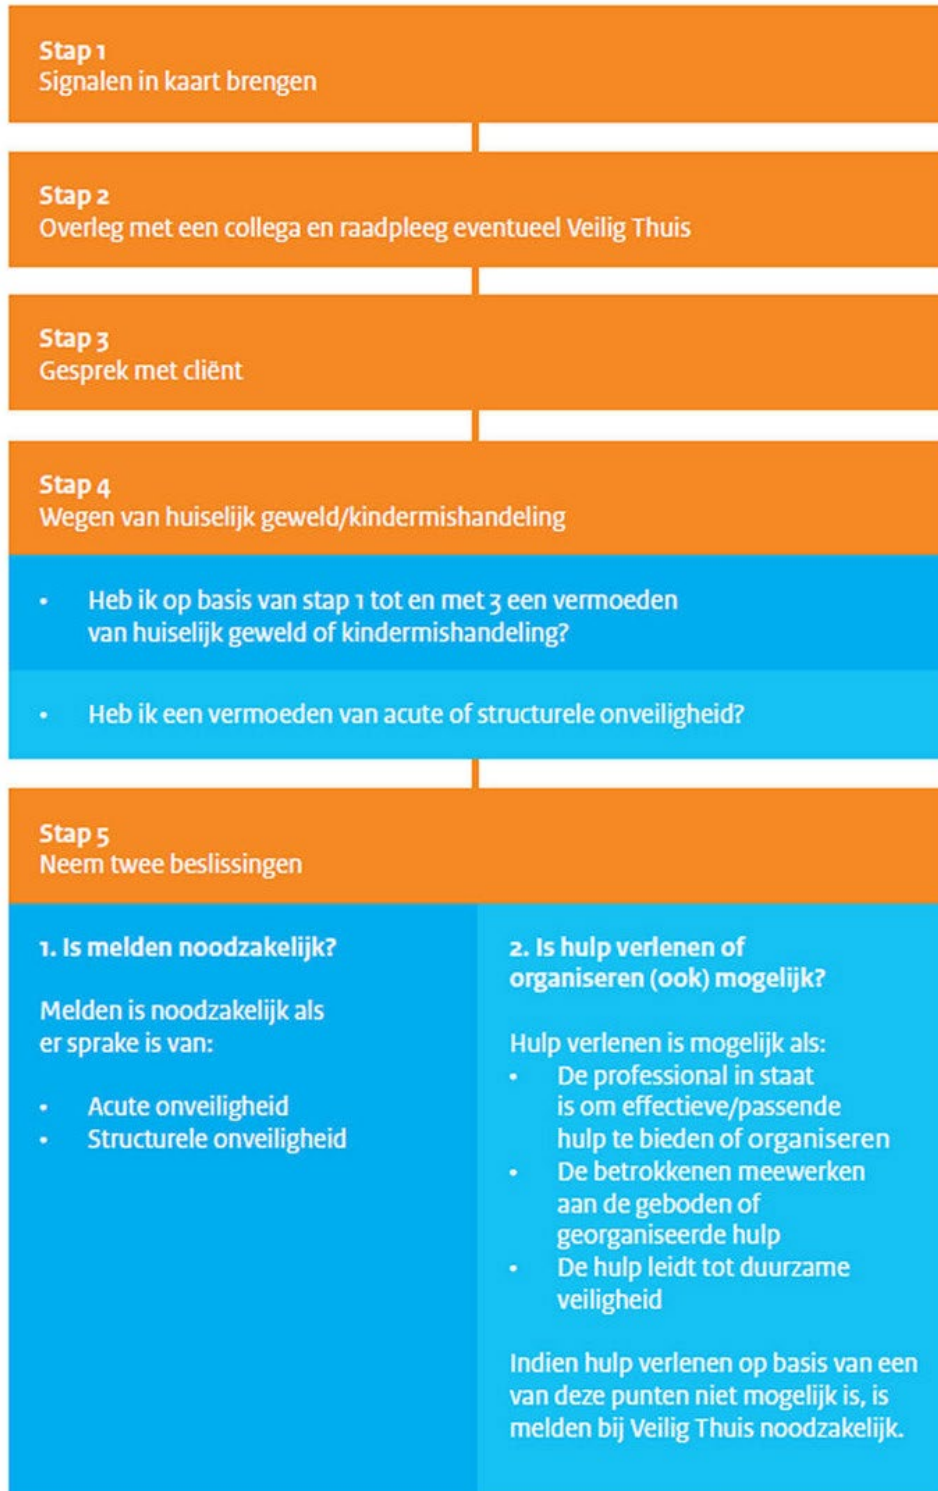 Stap 1
Signalen in kaart brengen
Stap 2
Overleg met een collega en raadpleeg eventueel Veilig Thuis
Stap 3
Gesprek met cliënt
Stap 4
Wegen van huiselijk geweld/kindermishandeling
• Heb ik op basis van stap 1 tot en met 3 een vermoeden
van huiselijk geweld of kindermishandeling?
• Heb ik een vermoeden van acute of structurele onveiligheid?
Stap 5
Neem twee beslissingen
1. Is melden noodzakelijk?
Melden is noodzakelijk als
er sprake is van:
• Acute onveiligheid
• Structurele onveiligheid
2. Is hulp verlenen of
organiseren (ook) mogelijk?
Hulp verlenen is mogelijk als:
• De professional in staat
is om effectieve/passende
hulp te bieden of organiseren
• De betrokkenen meewerken
aan de geboden of
georganiseerde hulp
• De hulp leidt tot duurzame
veiligheid
Indien hulp verlenen op basis van een
van deze punten niet mogelijk is, is
melden bij Veilig Thuis noodzakelijk.